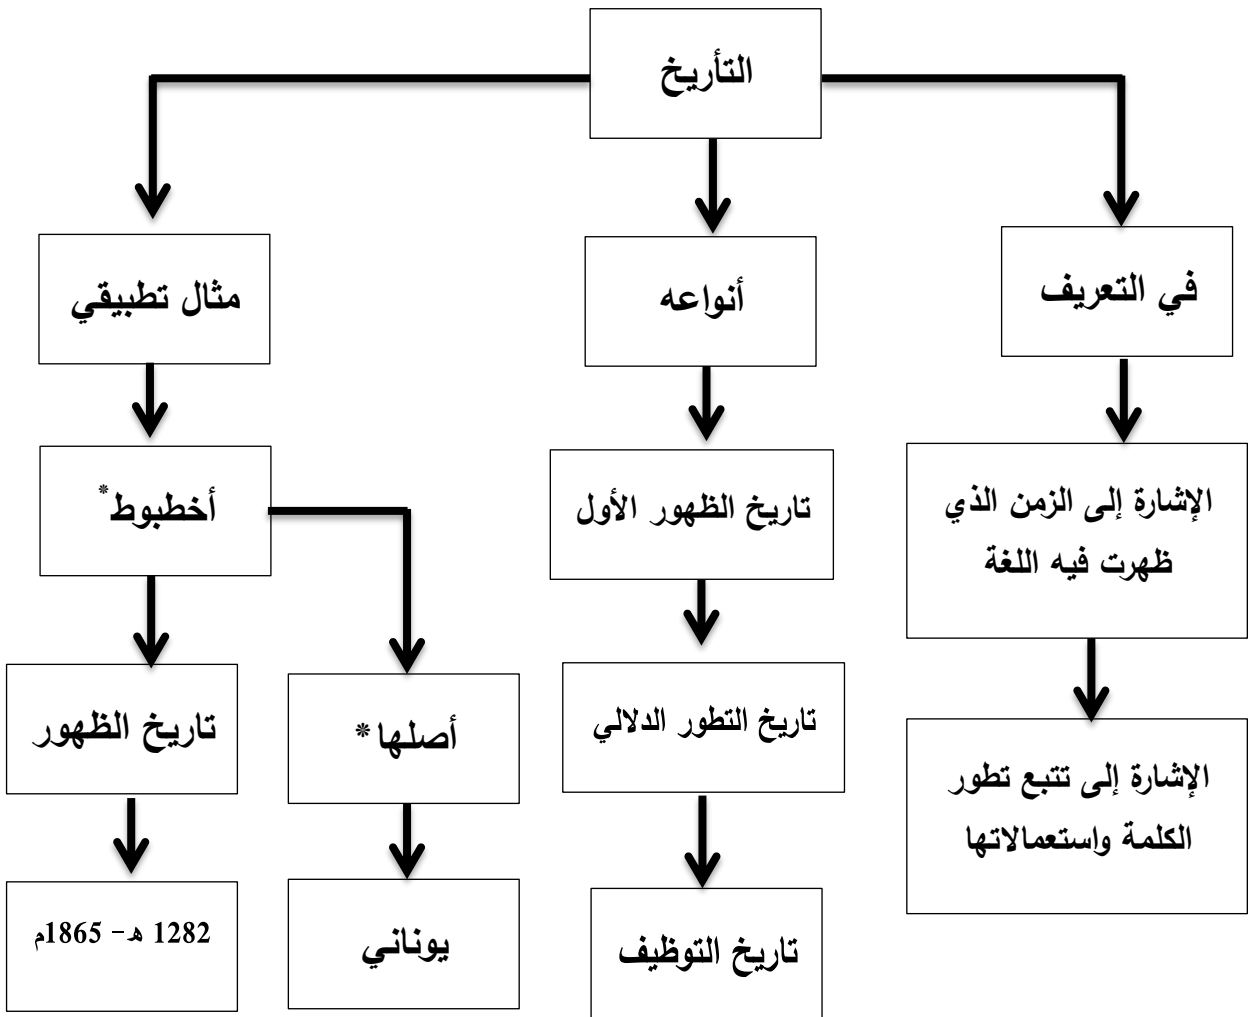 التأريخ
في التعريف
أنواعه
مثال تطبيقي
الإشارة إلى الزمن الذي
ظهرت فيه اللغة
تاريخ الظهور الأول
أخطبوط*
الإشارة إلى تتبع تطور
الكلمة واستعمالاتها
تاريخ التطور الدلالي
أصلها*
تاريخ الظهور
تاريخ التوظيف
يوناني
1282 هـ- 1865م